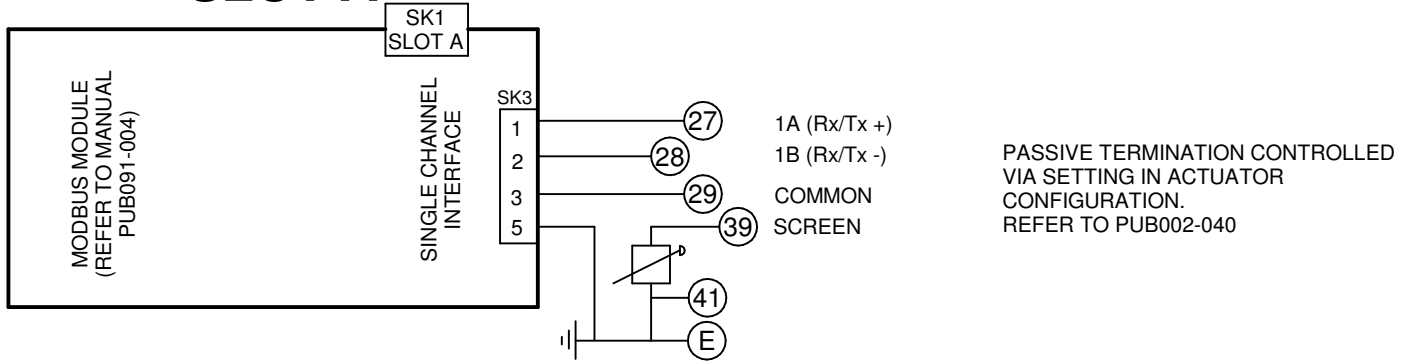 SK1
SLOT A
MODBUS MODULE
(REFER TO MANUAL
PUB091-004)
SINGLE CHANNEL
INTERFACE
SK3
1
2
3
5
27
28
29
39
41
E
1A (Rx/Tx +)
1B (Rx/Tx -)
COMMON
SCREEN
PASSIVE TERMINATION CONTROLLED
VIA SETTING IN ACTUATOR
CONFIGURATION.
REFER TO PUB002-040